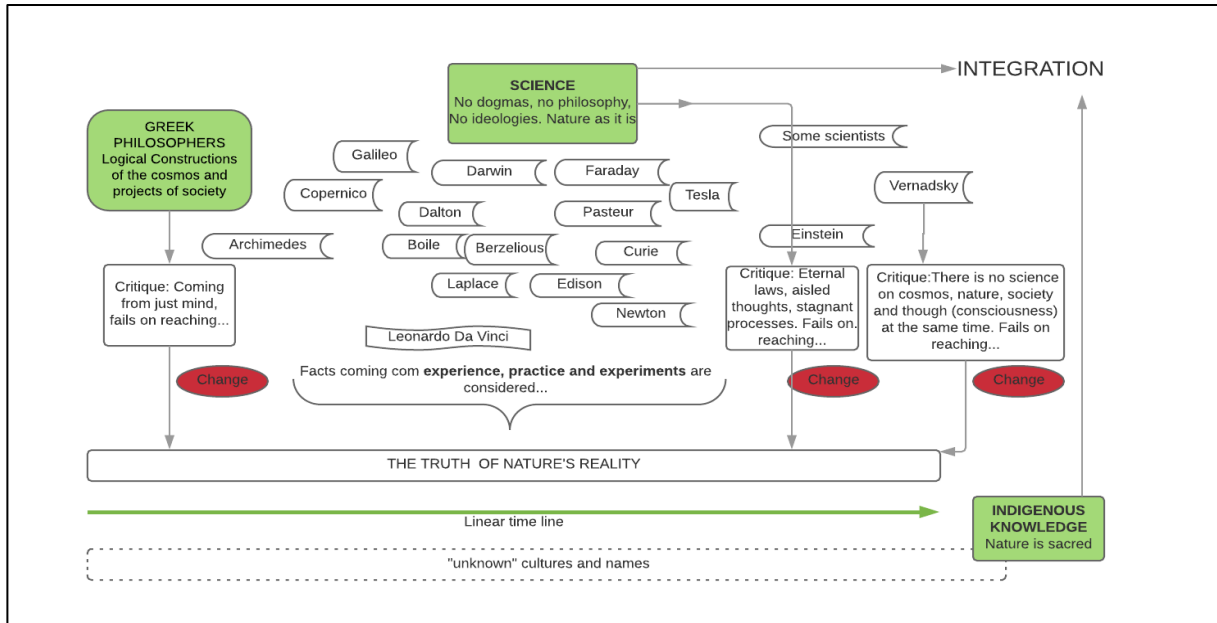 SCIENCE
No dogmas, no philosophy,
No ideologies. Nature as it is
INTEGRATION
GREEK
PHILOSOPHERS
Logical Constructions
of the cosmos and
projects of society
Some scientists
Galileo
Darwin
Faraday
Vernadsky
Copernico
Tesla
Dalton
Pasteur
Einstein
Archimedes
Boile
Berzelious
Curie
Critique: Coming
from just mind,
fails on reaching...
Laplace
Edison
Newton
Critique: Eternal
laws, aisled
thoughts, stagnant
processes. Fails on.
reaching...
Critique:There is no science
on cosmos, nature, society
and though (consciousness)
at the same time. Fails on
reaching...
Leonardo Da Vinci
Change
Facts coming com experience, practice and experiments are
considered...
Change
Change
THE TRUTH OF NATURE'S REALITY
Linear time line
INDIGENOUS
KNOWLEDGE
Nature is sacred
"unknown" cultures and names